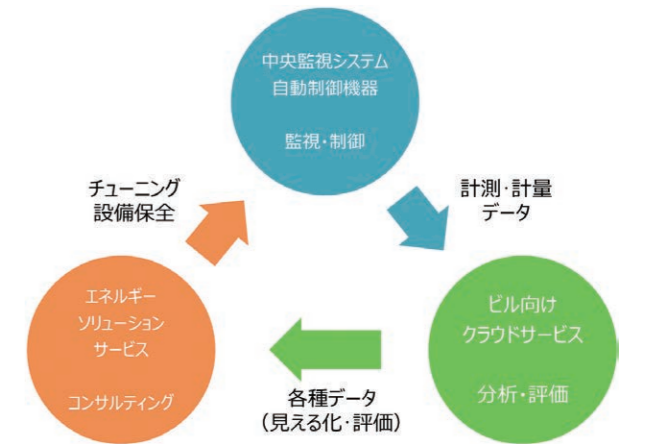 中央監視システム
自動制御機器
監視・制御
チューニング
設備保全
計測・計量
データ
エネルギー
ソリューション
サービス
コンサルティング
ビル向け
クラウドサービス
分析・評価
各種データ
（見える化・評価）